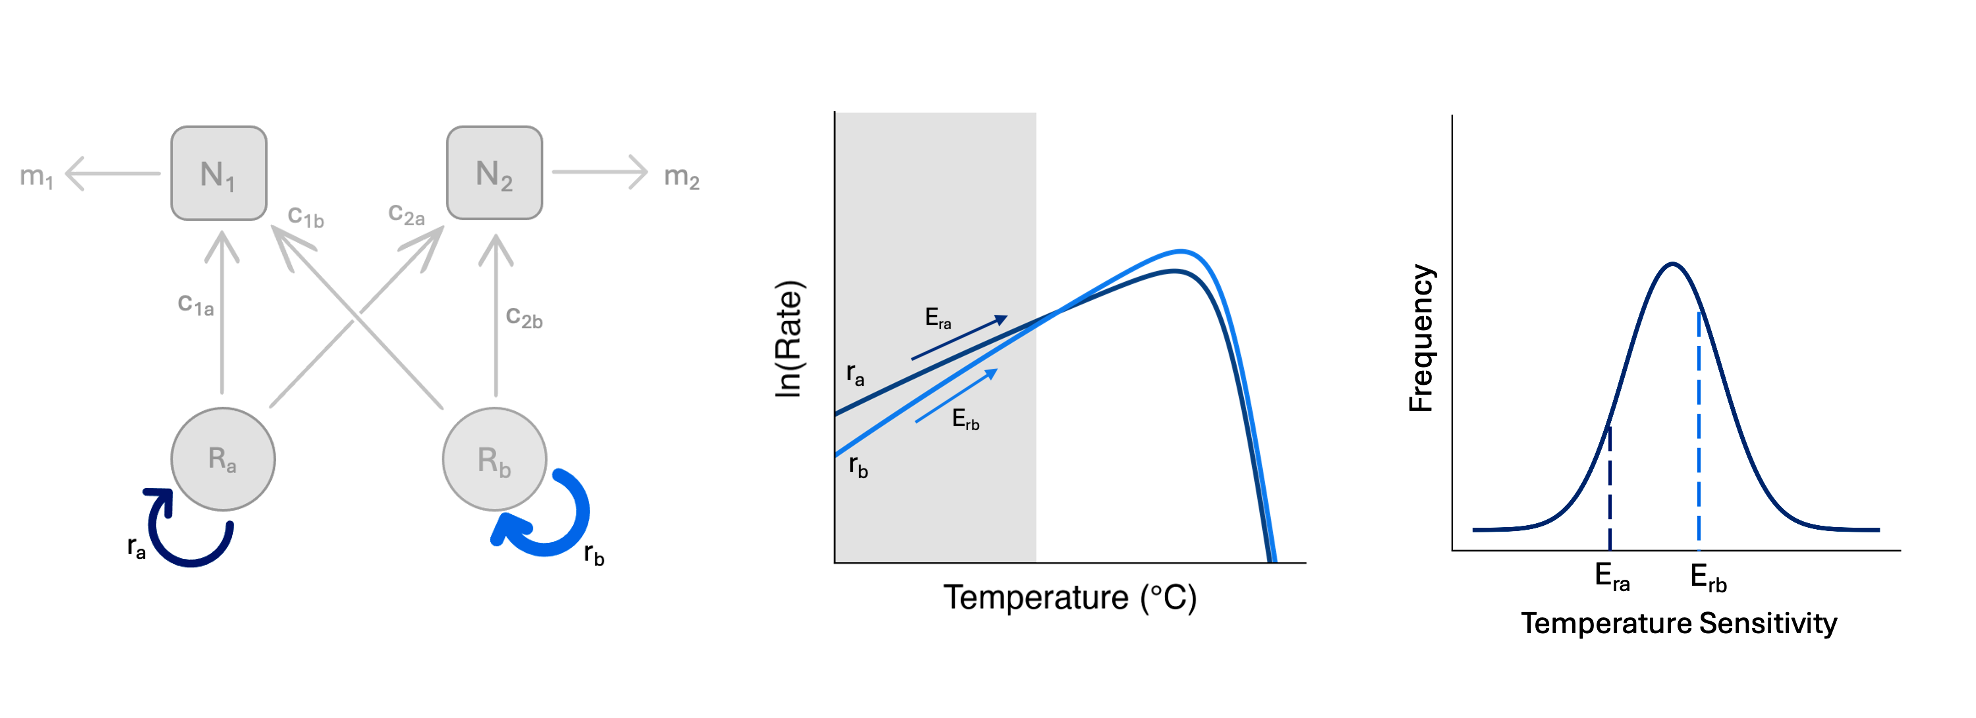 m₁
N₁
N₂
m₂
c₁b
c₂a
c₁a
c₂b
Rₐ
R_b
rₐ
r_b
ln(Rate)
E_ra
rₐ
E_rb
r_b
Temperature (°C)
Frequency
E_ra
E_rb
Temperature Sensitivity